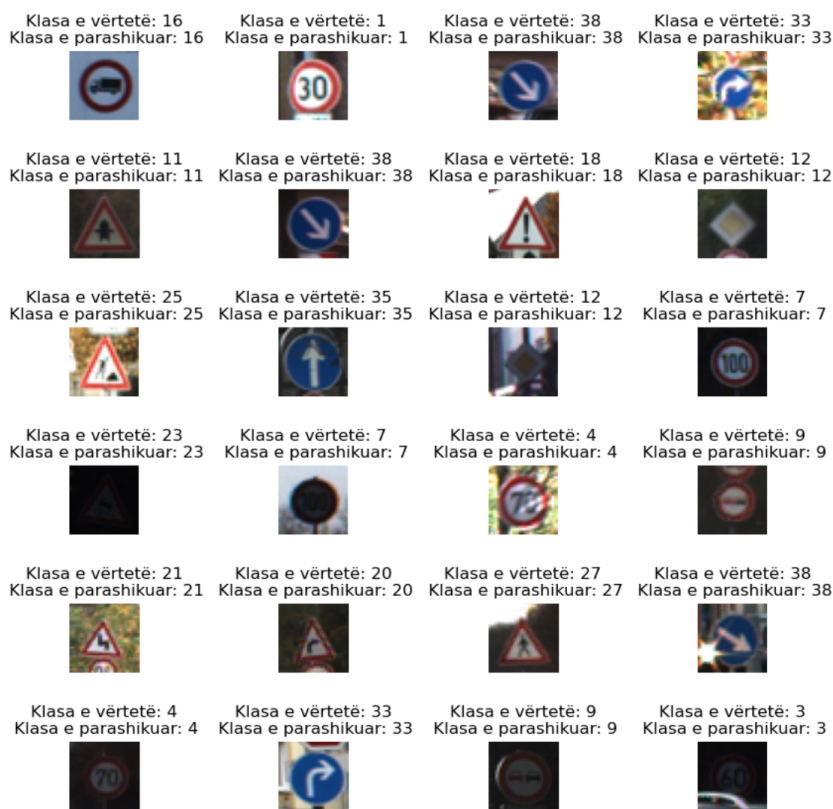 Klasa e vërtetë: 16
Klasa e parashikuar: 16
Klasa e vërtetë: 1
Klasa e parashikuar: 1
30
Klasa e vërtetë: 38
Klasa e parashikuar: 38
Klasa e vërtetë: 33
Klasa e parashikuar: 33
Klasa e vërtetë: 11
Klasa e parashikuar: 11
Klasa e vërtetë: 38
Klasa e parashikuar: 38
Klasa e vërtetë: 18
Klasa e parashikuar: 18
Klasa e vërtetë: 12
Klasa e parashikuar: 12
Klasa e vërtetë: 25
Klasa e parashikuar: 25
Klasa e vërtetë: 35
Klasa e parashikuar: 35
Klasa e vërtetë: 12
Klasa e parashikuar: 12
Klasa e vërtetë: 7
Klasa e parashikuar: 7
100
Klasa e vërtetë: 23
Klasa e parashikuar: 23
Klasa e vërtetë: 7
Klasa e parashikuar: 7
100
Klasa e vërtetë: 4
Klasa e parashikuar: 4
70
Klasa e vërtetë: 9
Klasa e parashikuar: 9
Klasa e vërtetë: 21
Klasa e parashikuar: 21
Klasa e vërtetë: 20
Klasa e parashikuar: 20
Klasa e vërtetë: 27
Klasa e parashikuar: 27
Klasa e vërtetë: 38
Klasa e parashikuar: 38
Klasa e vërtetë: 4
Klasa e parashikuar: 4
70
Klasa e vërtetë: 33
Klasa e parashikuar: 33
Klasa e vërtetë: 9
Klasa e parashikuar: 9
Klasa e vërtetë: 3
Klasa e parashikuar: 3
60